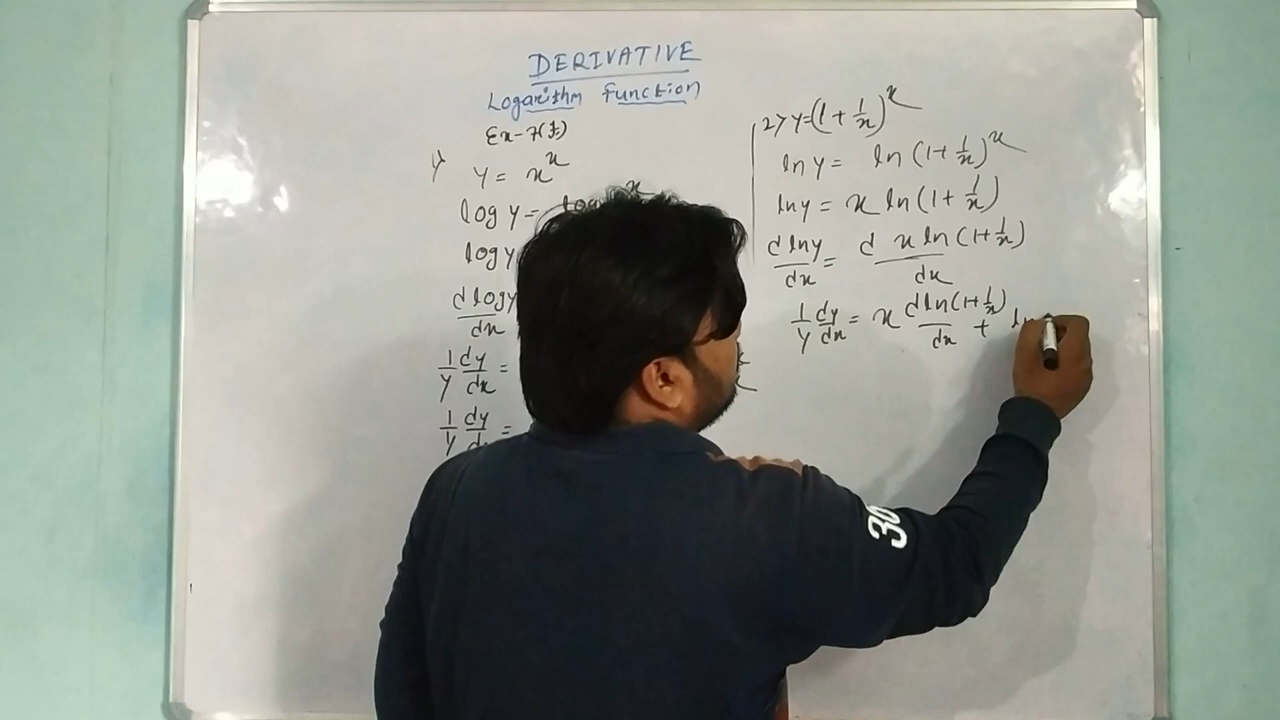 DERIVATIVE
Logarithm Function
Ex-7(f)
1) y = x^x
log y = log x^x
log y
d log y/dx
1/y dy/dx =
1/y dy/dx =
2) y = (1 + 1/x)^x
ln y = ln (1 + 1/x)^x
ln y = x ln (1 + 1/x)
d ln y/dx = d x ln (1 + 1/x)/dx
1/y dy/dx = x d ln (1 + 1/x)/dx + ln
30